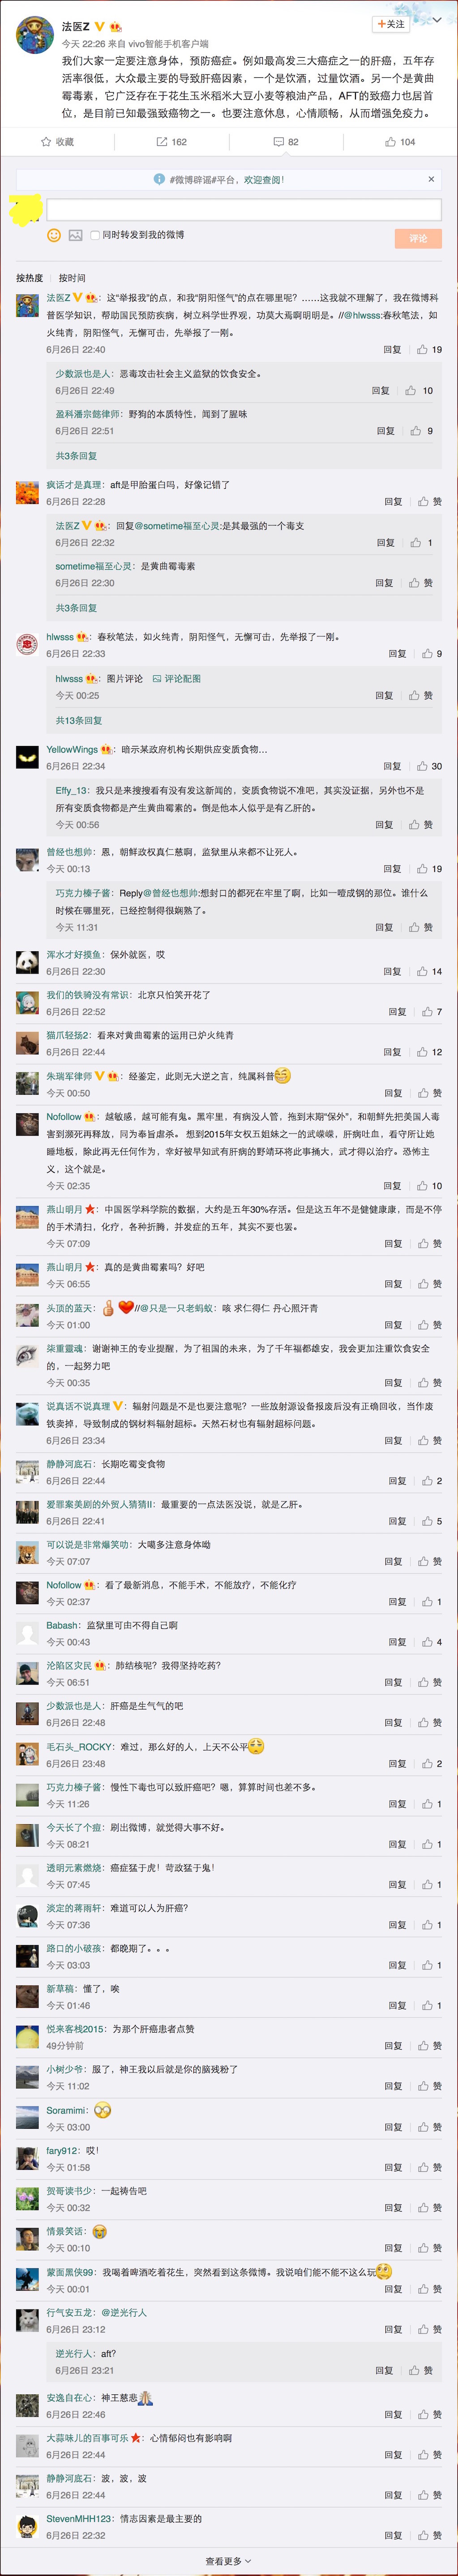 法医Z
+关注
今天 22:26 来自 vivo智能手机客户端
我们大家一定要注意身体，预防癌症。例如最高发三大癌症之一的肝癌，五年存
活率很低，大众最主要的导致肝癌因素，一个是饮酒，过量饮酒。另一个是黄曲
霉毒素，它广泛存在于花生玉米稻米大豆小麦等粮油产品，AFT的致癌力也居首
位，是目前已知最强致癌物之一。也要注意休息，心情顺畅，从而增强免疫力。
收藏 162 82 104
#微博辟谣#平台，欢迎查阅！
同时转发到我的微博 评论
按热度 按时间
法医Z：这“举报我”的点，和我“阴阳怪气”的点在哪里呢？……这我就不理解了，我在微博科
普医学知识，帮助国民预防疾病，树立科学世界观，功莫大焉啊明明是。//@hlwsss:春秋笔法，如
火纯青，阴阳怪气，无懈可击，先举报了一刚。
6月26日 22:40 回复 19
少数派也是人：恶毒攻击社会主义监狱的饮食安全。
6月26日 22:49 回复 10
盈科潘宗懿律师：野狗的本质特性，闻到了腥味
6月26日 22:51 回复 9
共3条回复
疯话才是真理：aft是甲胎蛋白吗，好像记错了
6月26日 22:28 回复 赞
法医Z：回复@sometime福至心灵:是其最强的一个毒支
6月26日 22:32 回复 1
sometime福至心灵：是黄曲霉毒素
6月26日 22:30 回复 赞
共3条回复
hlwsss：春秋笔法，如火纯青，阴阳怪气，无懈可击，先举报了一刚。
6月26日 22:33 回复 9
hlwsss：图片评论 评论配图
今天 00:25 回复 赞
共13条回复
YellowWings：暗示某政府机构长期供应变质食物...
6月26日 22:34 回复 30
Effy_13：我只是来搜搜看有没有发这新闻的，变质食物说不准吧，其实没证据，另外也不是
所有变质食物都是产生黄曲霉素的。倒是他本人似乎是有乙肝的。
今天 00:56 回复 赞
曾经也想帅：恩，朝鲜政权真仁慈啊，监狱里从来都不让死人。
今天 00:13 回复 19
巧克力榛子酱：Reply@曾经也想帅:想封口的都死在牢里了啊，比如一噎成钢的那位。谁什么
时候在哪里死，已经控制得很娴熟了。
今天 11:31 回复 赞
浑水才好摸鱼：保外就医，哎
6月26日 22:30 回复 14
我们的铁骑没有常识：北京只怕笑开花了
6月26日 22:52 回复 7
猫爪轻扬2：看来对黄曲霉素的运用已炉火纯青
6月26日 22:44 回复 12
朱瑞军律师：经鉴定，此则无大逆之言，纯属科普
今天 00:50 回复 赞
Nofollow：越敏感，越可能有鬼。黑牢里，有病没人管，拖到末期“保外”，和朝鲜先把美国人毒
害到濒死再释放，同为奉旨虐杀。 想到2015年女权五姐妹之一的武嵘嵘，肝病吐血，看守所让她
睡地板，除此再无任何作为，幸好被早知武有肝病的野靖环将此事捅大，武才得以治疗。恐怖主
义，这个就是。
今天 02:35 回复 10
燕山明月：中国医学科学院的数据，大约是五年30%存活。但是这五年不是健健康康，而是不停
的手术清扫，化疗，各种折腾，并发症的五年，其实不要也罢。
今天 07:09 回复 赞
燕山明月：真的是黄曲霉素吗？好吧
今天 06:55 回复 赞
头顶的蓝天：//@只是一只老蚂蚁：咳 求仁得仁 丹心照汗青
今天 01:00 回复 赞
柒重靈魂：谢谢神王的专业提醒，为了祖国的未来，为了千年福都雄安，我会更加注重饮食安全
的，一起努力吧
今天 00:35 回复 赞
说真话不说真理：辐射问题是不是也要注意呢？一些放射源设备报废后没有正确回收，当作废
铁卖掉，导致制成的钢材料辐射超标。天然石材也有辐射超标问题。
6月26日 23:34 回复 赞
静静河底石：长期吃霉变食物
6月26日 22:44 回复 2
爱罪案美剧的外贸人猜猜II：最重要的一点法医没说，就是乙肝。
6月26日 22:41 回复 5
可以说是非常爆笑叻：大喝多注意身体呦
今天 07:07 回复 赞
Nofollow：看了最新消息，不能手术，不能放疗，不能化疗
今天 02:37 回复 1
Babash：监狱里可由不得自己啊
今天 00:43 回复 4
沦陷区灾民：肺结核呢？我得坚持吃药？
今天 06:51 回复 赞
少数派也是人：肝癌是生气气的吧
6月26日 22:48 回复 赞
毛石头_ROCKY：难过，那么好的人，上天不公平
6月26日 23:48 回复 2
巧克力榛子酱：慢性下毒也可以致肝癌吧？嗯，算算时间也差不多。
今天 11:26 回复 1
今天长了个痘：刷出微博，就觉得大事不好。
今天 08:21 回复 1
透明元素燃烧：癌症猛于虎！苛政猛于鬼！
今天 07:45 回复 1
淡定的蒋雨轩：难道可以人为肝癌？
今天 07:36 回复 1
路口的小破孩：都晚期了。。。
今天 03:03 回复 1
新草稿：懂了，唉
今天 01:46 回复 1
悦来客栈2015：为那个肝癌患者点赞
49分钟前 回复 赞
小树少爷：服了，神王我以后就是你的脑残粉了
今天 11:02 回复 赞
Soramimi：
今天 03:00 回复 赞
fary912：哎！
今天 01:58 回复 赞
贺哥读书少：一起祷告吧
今天 00:32 回复 赞
情景笑话：
今天 00:10 回复 赞
蒙面黑侠99：我喝着啤酒吃着花生，突然看到这条微博。我说咱们能不能不这么玩
今天 00:01 回复 赞
行气安五龙：@逆光行人
6月26日 23:12 回复 赞
逆光行人：aft?
6月26日 23:21 回复 赞
安逸自在心：神王慈悲
6月26日 22:46 回复 赞
大蒜味儿的百事可乐：心情郁闷也有影响啊
6月26日 22:44 回复 赞
静静河底石：波，波，波
6月26日 22:44 回复 赞
StevenMHH123：情志因素是最主要的
6月26日 22:32 回复 赞
查看更多